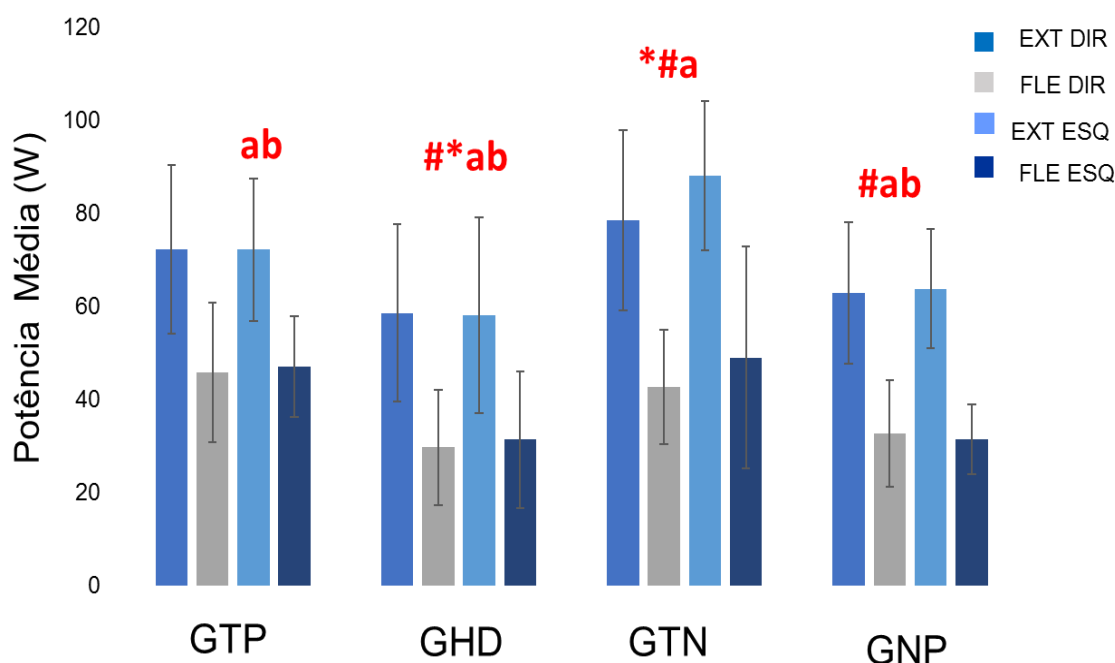 Potência Média (W)
120
100
80
60
40
20
0
ab
#*ab
*#a
#ab
GTP
GHD
GTN
GNP
EXT DIR
FLE DIR
EXT ESQ
FLE ESQ